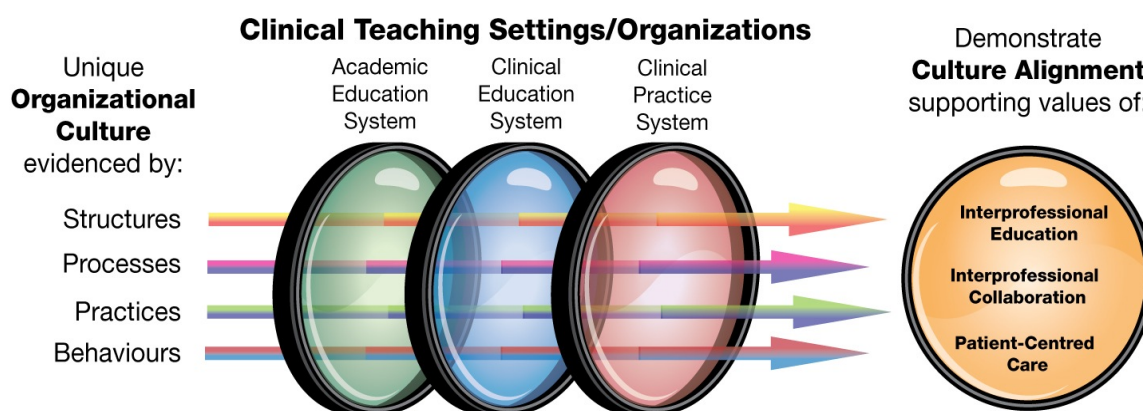 Clinical Teaching Settings/Organizations
Unique
Organizational
Culture
evidenced by:
Structures
Processes
Practices
Behaviours
Academic
Education
System
Clinical
Education
System
Clinical
Practice
System
Demonstrate
Culture Alignment
supporting values of:
Interprofessional
Education
Interprofessional
Collaboration
Patient-Centred
Care